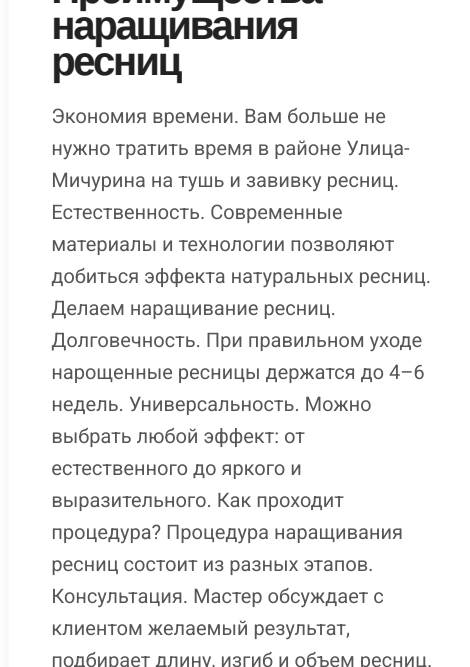 Преимущества
наращивания
ресниц
Экономия времени. Вам больше не
нужно тратить время в районе Улица-
Мичурина на тушь и завивку ресниц.
Естественность. Современные
материалы и технологии позволяют
добиться эффекта натуральных ресниц.
Делаем наращивание ресниц.
Долговечность. При правильном уходе
нарощенные ресницы держатся до 4–6
недель. Универсальность. Можно
выбрать любой эффект: от
естественного до яркого и
выразительного. Как проходит
процедура? Процедура наращивания
ресниц состоит из разных этапов.
Консультация. Мастер обсуждает с
клиентом желаемый результат,
подбирает длину, изгиб и объем ресниц.